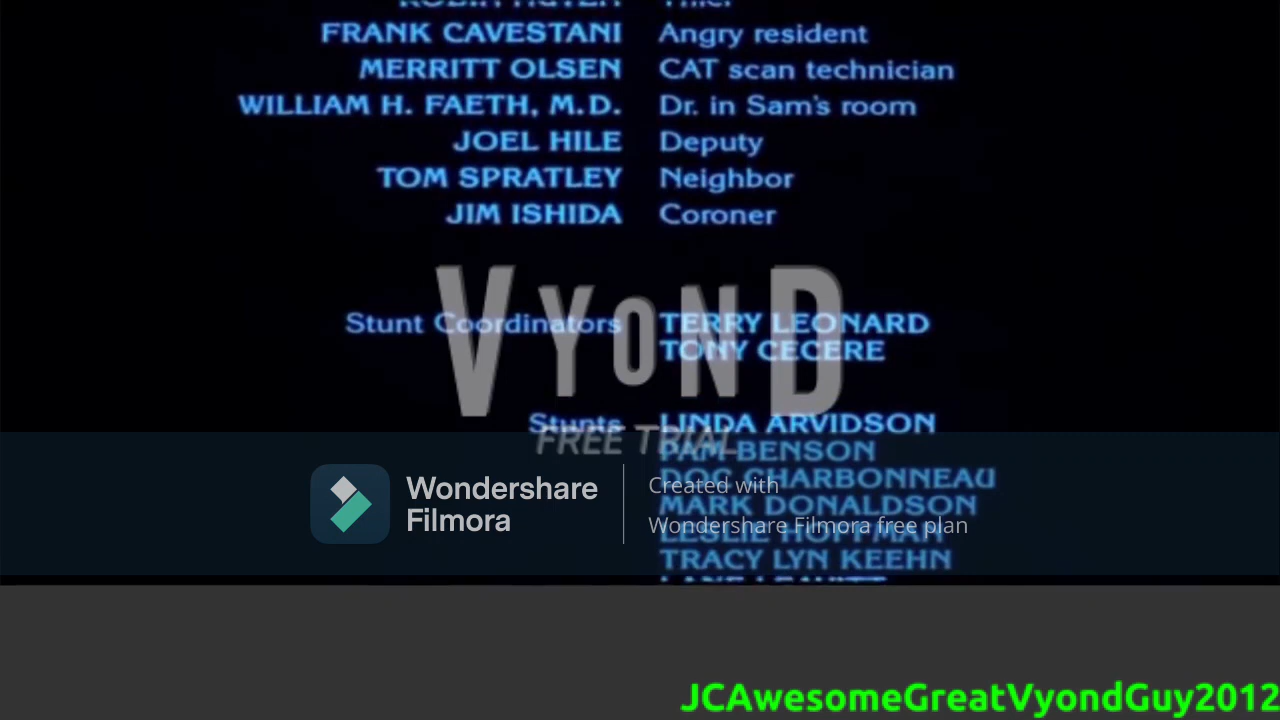 FRANK CAVESTANI Angry resident
MERRITT OLSEN CAT scan technician
WILLIAM H. FAETH, M.D. Dr. in Sam's room
JOEL HILE Deputy
TOM SPRATLEY Neighbor
JIM ISHIDA Coroner
VYOND
Stunt Coordinators TERRY LEONARD
TONY CECERE
Stunts LINDA ARVIDSON
FREE TRIAL
PAM BENSON
DOC CHARBONNEAU
Wondershare
Filmora
Created with
MARK DONALDSON
Wondershare Filmora free plan
LESLIE HOFFMAN
TRACY LYN KEEHN
JCAwesomeGreatVyondGuy2012